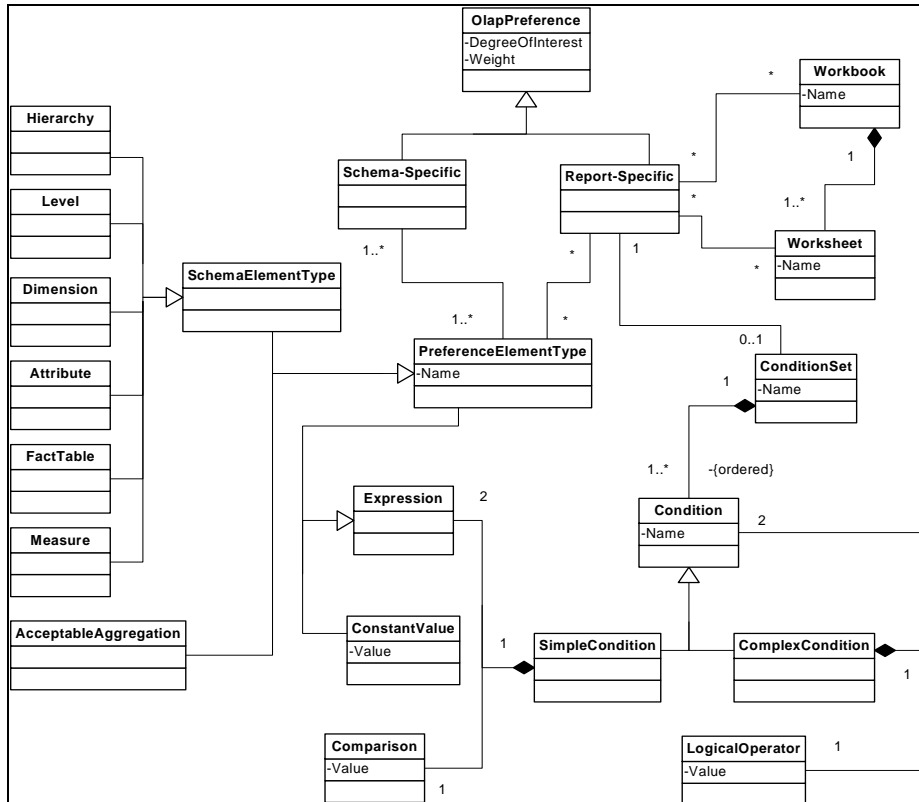 OlapPreference
-DegreeOfInterest
-Weight
Workbook
-Name
*
Hierarchy
1
*
Schema-Specific
Report-Specific
Level
*
1..*
Worksheet
-Name
1..*
*
1
*
SchemaElementType
Dimension
1..*
*
PreferenceElementType
-Name
0..1
ConditionSet
-Name
Attribute
1
FactTable
1..*
-{ordered}
Expression
2
Condition
-Name
2
Measure
AcceptableAggregation
ConstantValue
-Value
1
SimpleCondition
ComplexCondition
1
Comparison
-Value
1
LogicalOperator
-Value
1